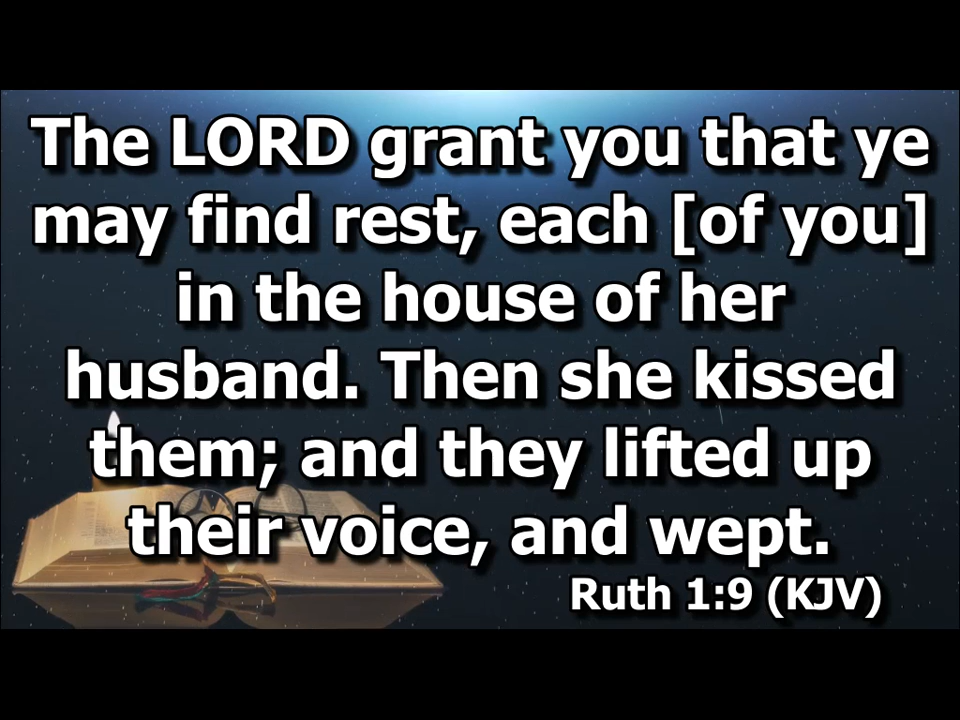 The LORD grant you that ye
may find rest, each [of you]
in the house of her
husband. Then she kissed
them; and they lifted up
their voice, and wept.
Ruth 1:9 (KJV)